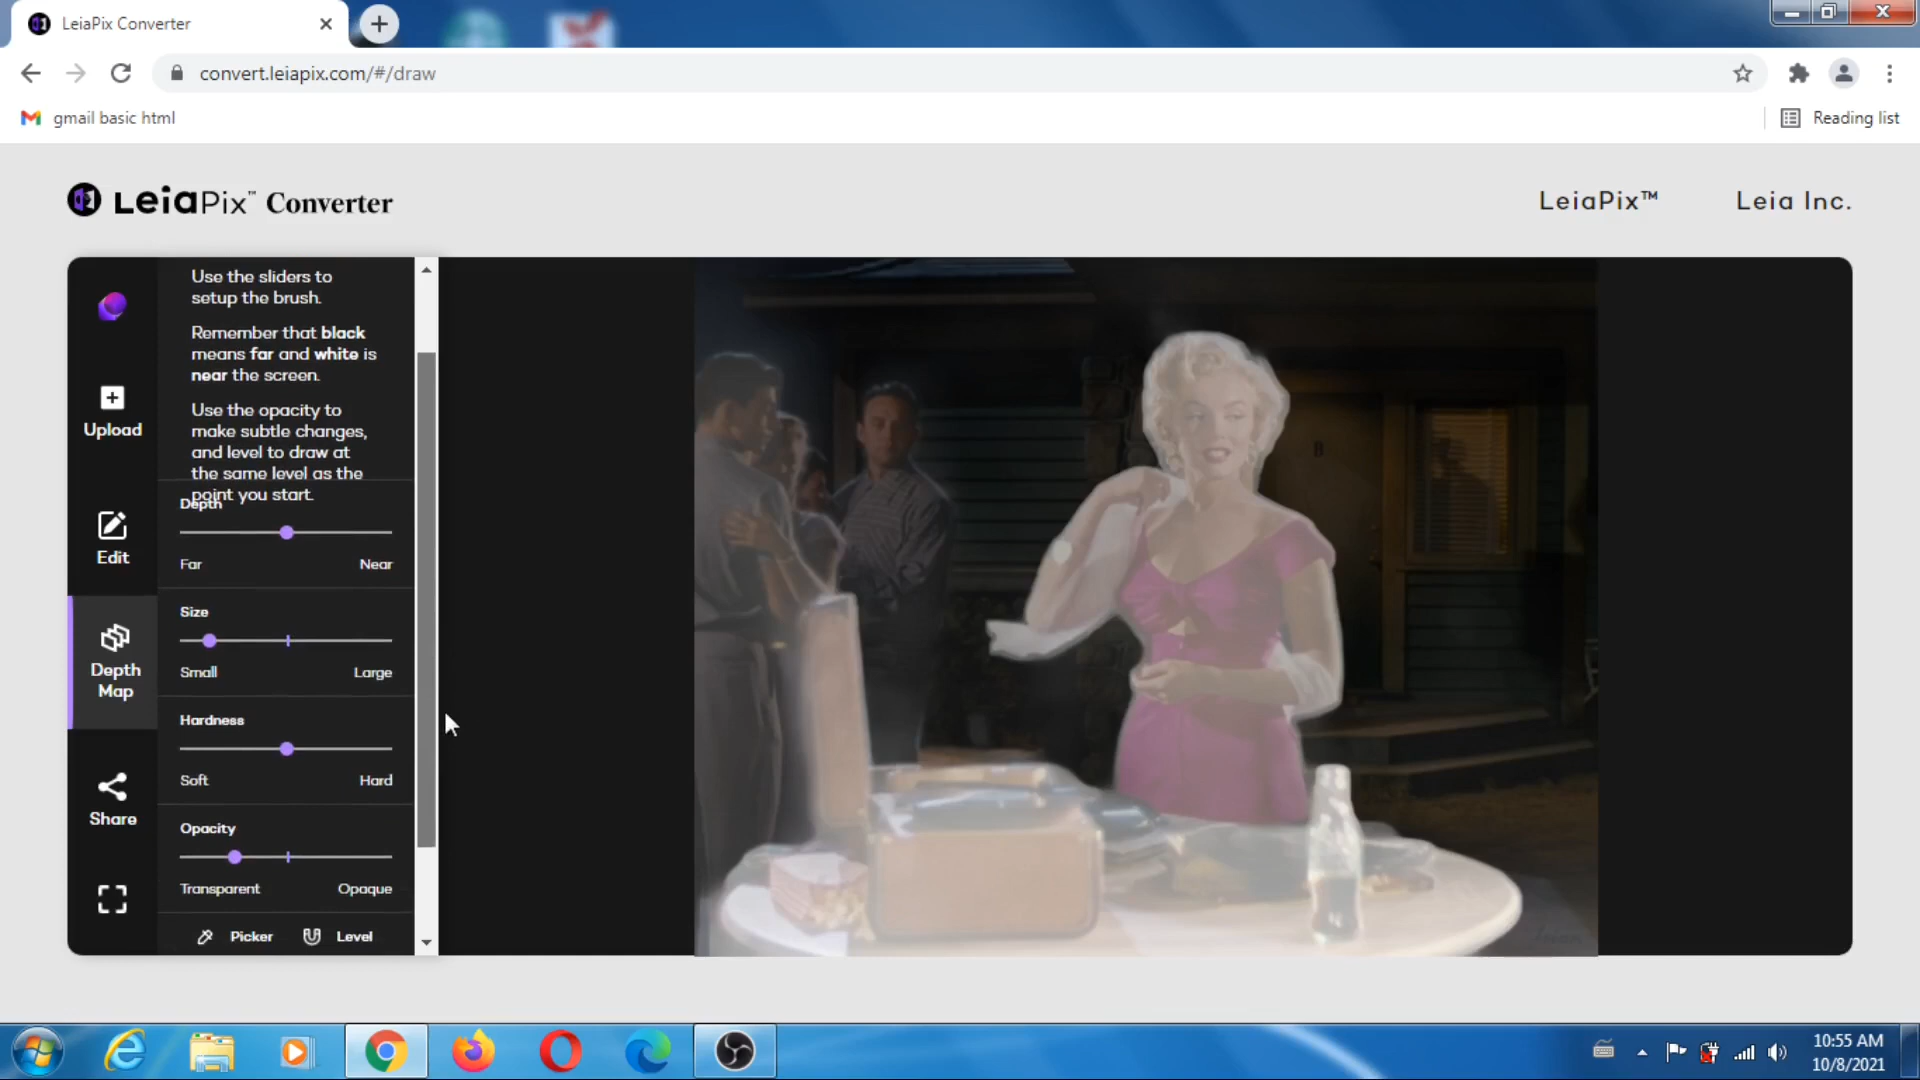 LeiaPix Converter
convert.leiapix.com/#/draw
gmail basic html
Reading list
LeiaPix™ Converter
LeiaPix™
Leia Inc.
Use the sliders to
setup the brush.
Remember that black
means far and white is
near the screen.
Use the opacity to
make subtle changes,
and level to draw at
the same level as the
point you start.
Upload
Edit
Depth
Map
Share
Depth
Far Near
Size
Small Large
Hardness
Soft Hard
Opacity
Transparent Opaque
Picker Level
10:55 AM
10/8/2021